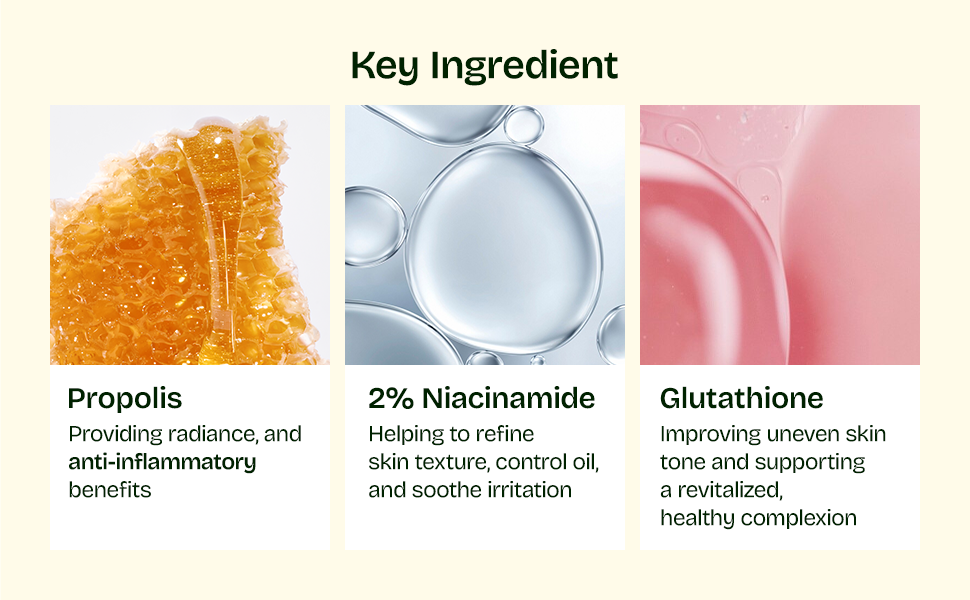 Key Ingredient
Propolis
Providing radiance, and
anti-inflammatory
benefits
2% Niacinamide
Helping to refine
skin texture, control oil,
and soothe irritation
Glutathione
Improving uneven skin
tone and supporting
a revitalized,
healthy complexion